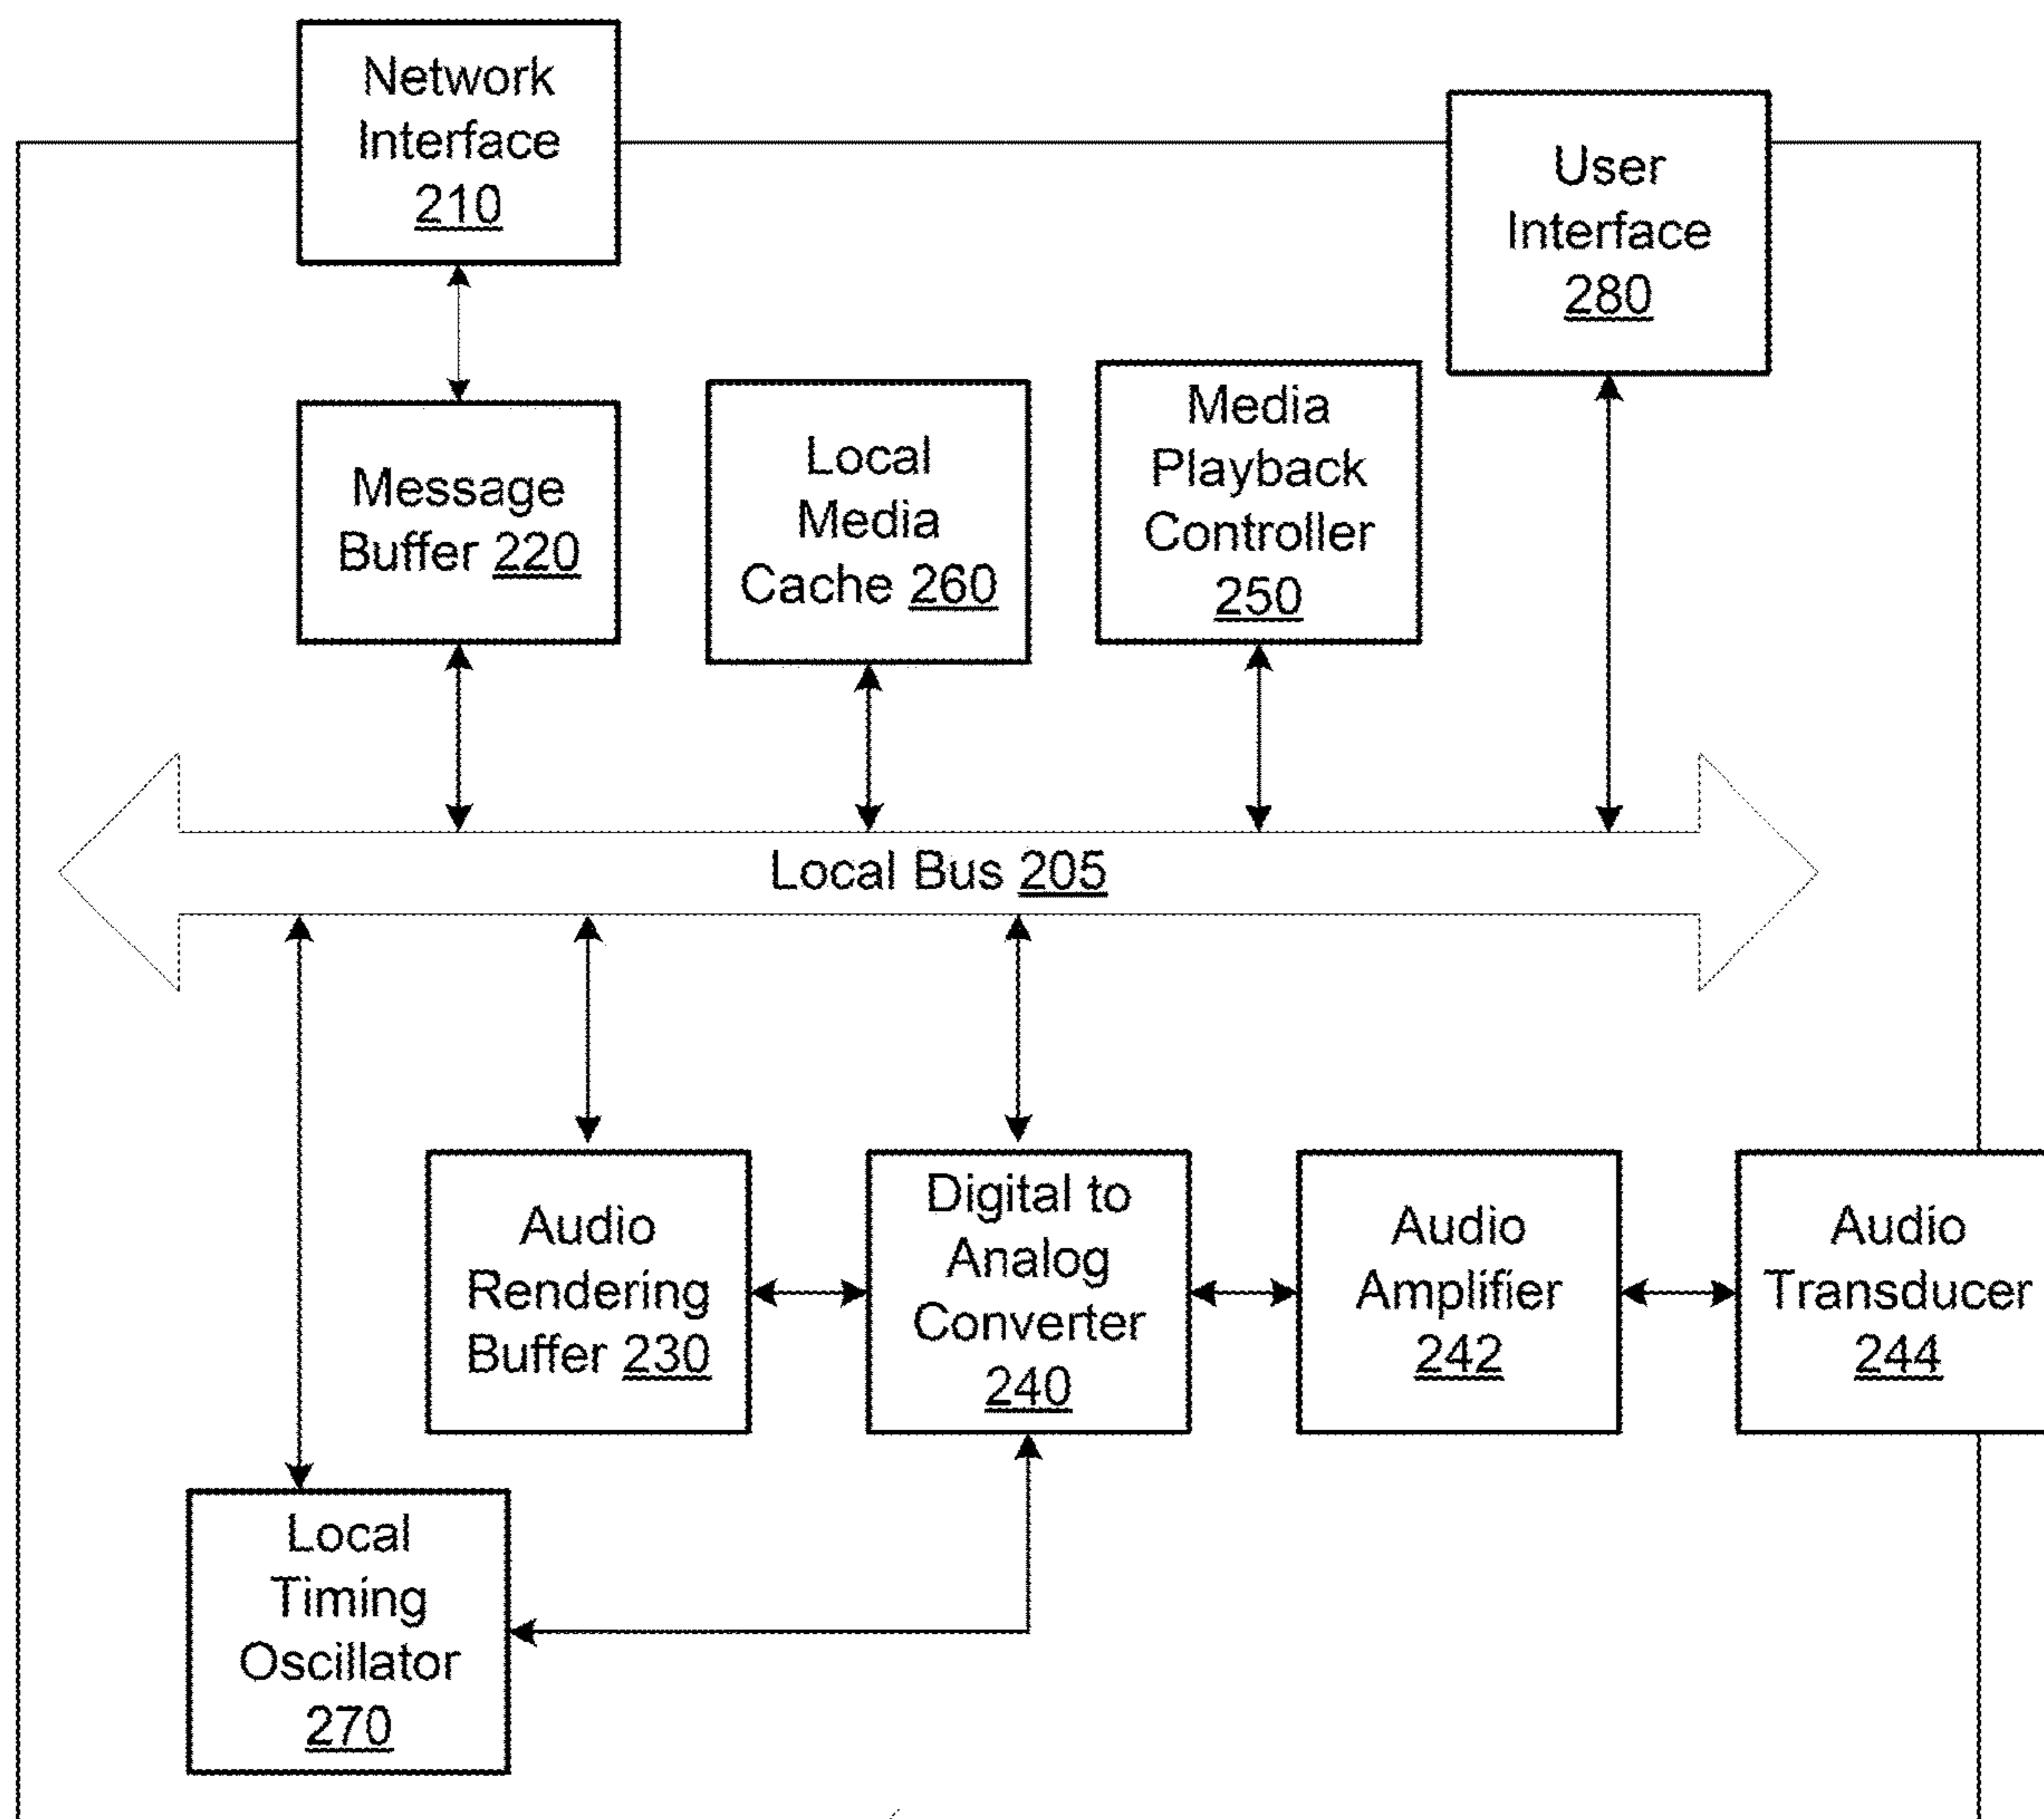 Network
Interface
210
User
Interface
280
Message
Buffer 220
Local
Media
Cache 260
Media
Playback
Controller
250
Local Bus 205
Audio
Rendering
Buffer 230
Digital to
Analog
Converter
240
Audio
Amplifier
242
Audio
Transducer
244
Local
Timing
Oscillator
270